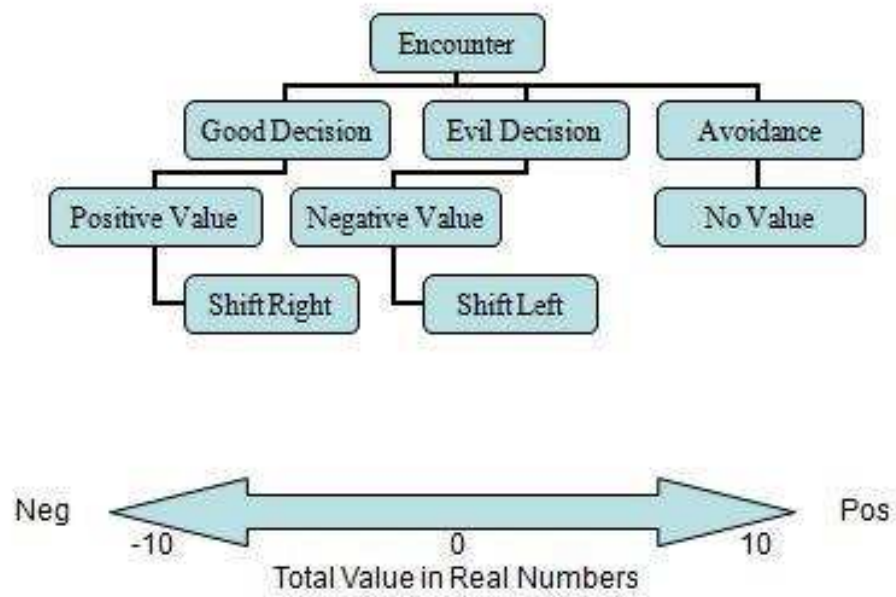 Encounter
Good Decision
Evil Decision
Avoidance
Positive Value
Negative Value
No Value
Shift Right
Shift Left
Neg
Pos
-10
0
10
Total Value in Real Numbers